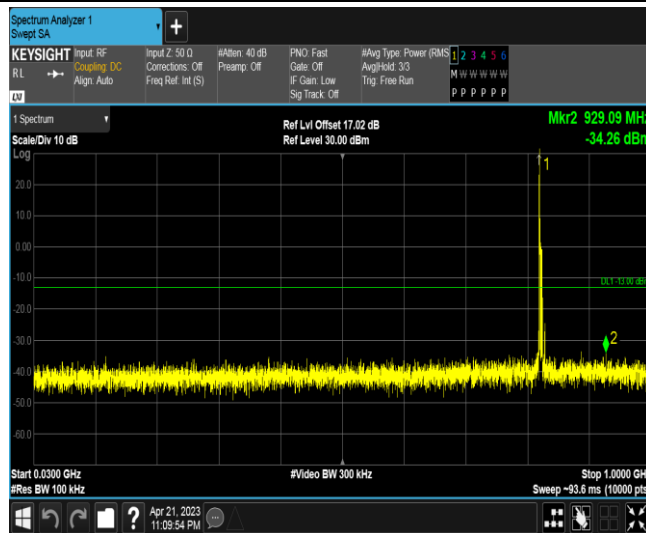 Spectrum Analyzer 1
Swept SA
+
KEYSIGHT
RL
LXI
Input: RF
Coupling: DC
Align: Auto
Input Z: 50 Ω
Corrections: Off
Freq Ref: Int (S)
#Atten: 40 dB
Preamp: Off
PNO: Fast
Gate: Off
IF Gain: Low
Sig Track: Off
#Avg Type: Power (RMS
Avg|Hold: 3/3
Trig: Free Run
1 2 3 4 5 6
M W W W W W
P P P P P P
1 Spectrum
Scale/Div 10 dB
Log
Ref Lvl Offset 17.02 dB
Ref Level 30.00 dBm
Mkr2 929.09 MHz
-34.26 dBm
1
20.0
10.0
0.00
-10.0
DL1 -13.00 dBm
-20.0
-30.0
2
-40.0
-50.0
-60.0
Start 0.0300 GHz
#Res BW 100 kHz
#Video BW 300 kHz
Stop 1.0000 GH
Sweep ~93.6 ms (10000 pts
?
Apr 21, 2023
11:09:54 PM